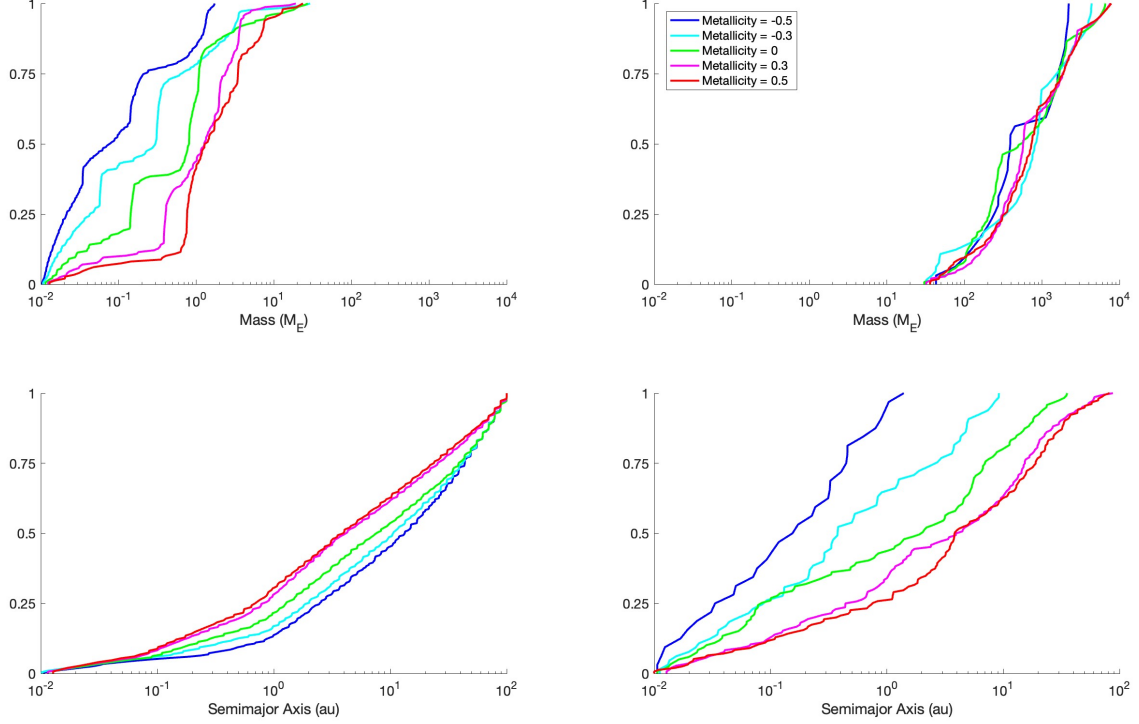 1
0.75
0.5
0.25
0
10^-2 10^-1 10^0 10^1 10^2 10^3 10^4
Mass (M_E)
1
0.75
0.5
0.25
0
Metallicity = -0.5
Metallicity = -0.3
Metallicity = 0
Metallicity = 0.3
Metallicity = 0.5
10^-2 10^-1 10^0 10^1 10^2 10^3 10^4
Mass (M_E)
1
0.75
0.5
0.25
0
10^-2 10^-1 10^0 10^1 10^2
Semimajor Axis (au)
1
0.75
0.5
0.25
0
10^-2 10^-1 10^0 10^1 10^2
Semimajor Axis (au)